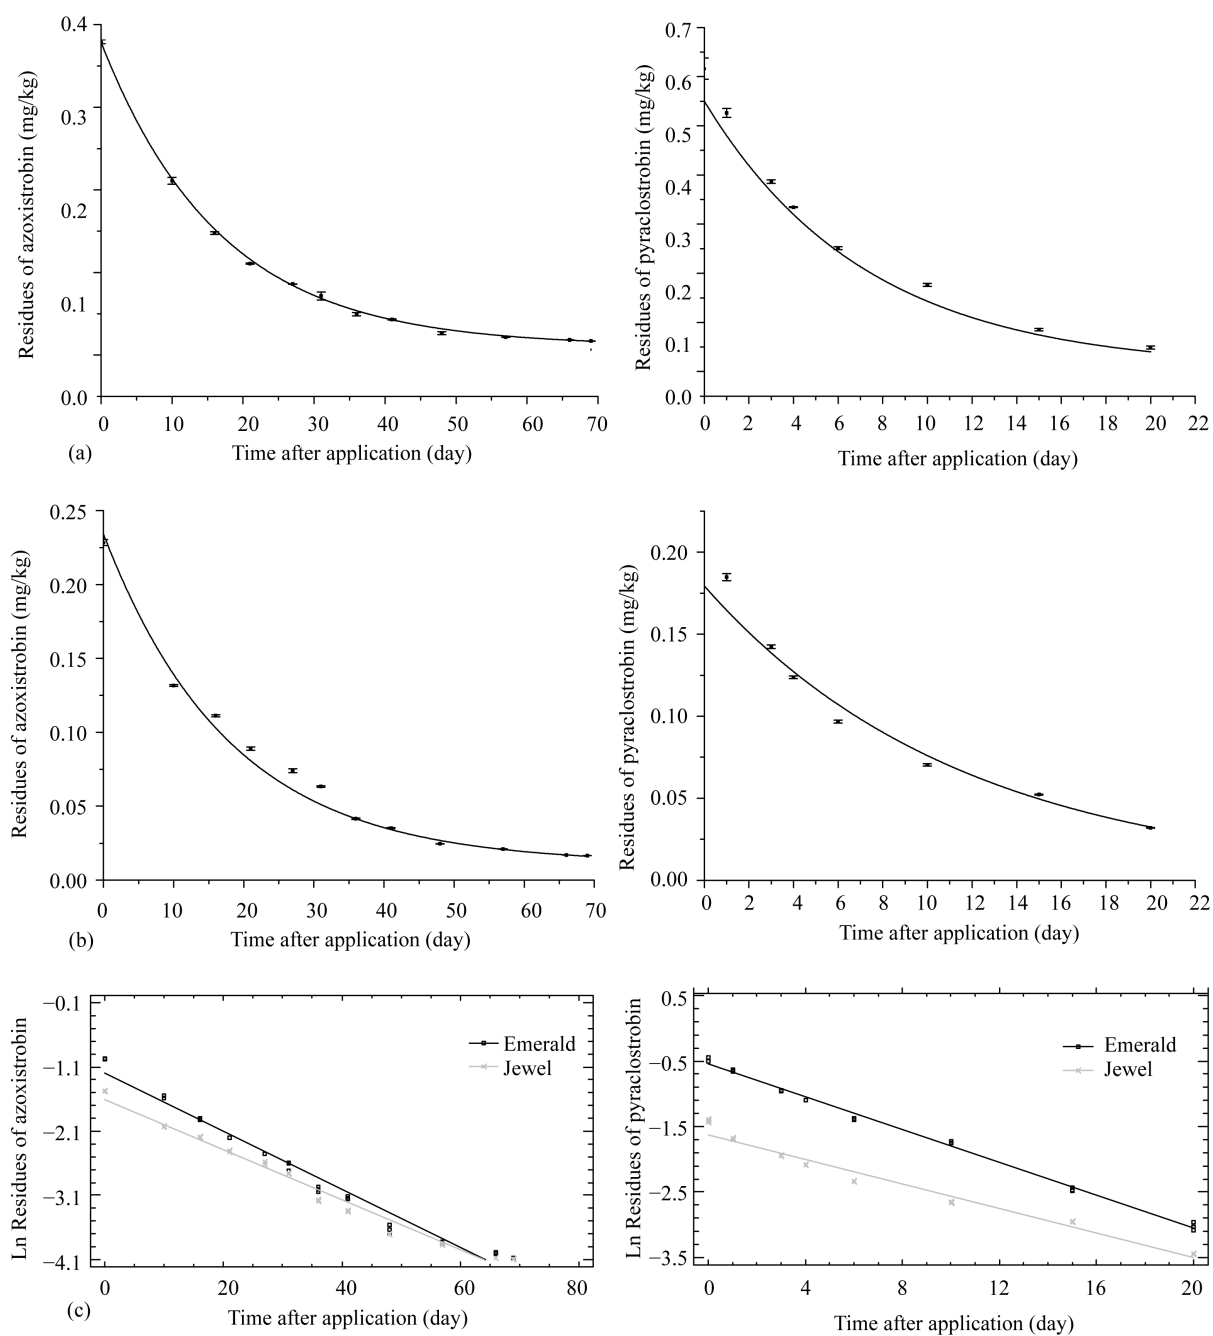 0.4
0.3
0.2
0.1
0.0
Residues of azoxistrobin (mg/kg)
0 10 20 30 40 50 60 70
Time after application (day)
(a)
0.7
0.6
0.5
0.4
0.3
0.2
0.1
0.0
Residues of pyraclostrobin (mg/kg)
0 2 4 6 8 10 12 14 16 18 20 22
Time after application (day)
0.25
0.20
0.15
0.10
0.05
0.00
Residues of azoxistrobin (mg/kg)
0 10 20 30 40 50 60 70
Time after application (day)
(b)
0.20
0.15
0.10
0.05
0.00
Residues of pyraclostrobin (mg/kg)
0 2 4 6 8 10 12 14 16 18 20 22
Time after application (day)
−0.1
−1.1
−2.1
−3.1
−4.1
Ln Residues of azoxistrobin
Emerald
Jewel
0 20 40 60 80
Time after application (day)
(c)
0.5
−0.5
−1.5
−2.5
−3.5
Ln Residues of pyraclostrobin
Emerald
Jewel
0 4 8 12 16 20
Time after application (day)